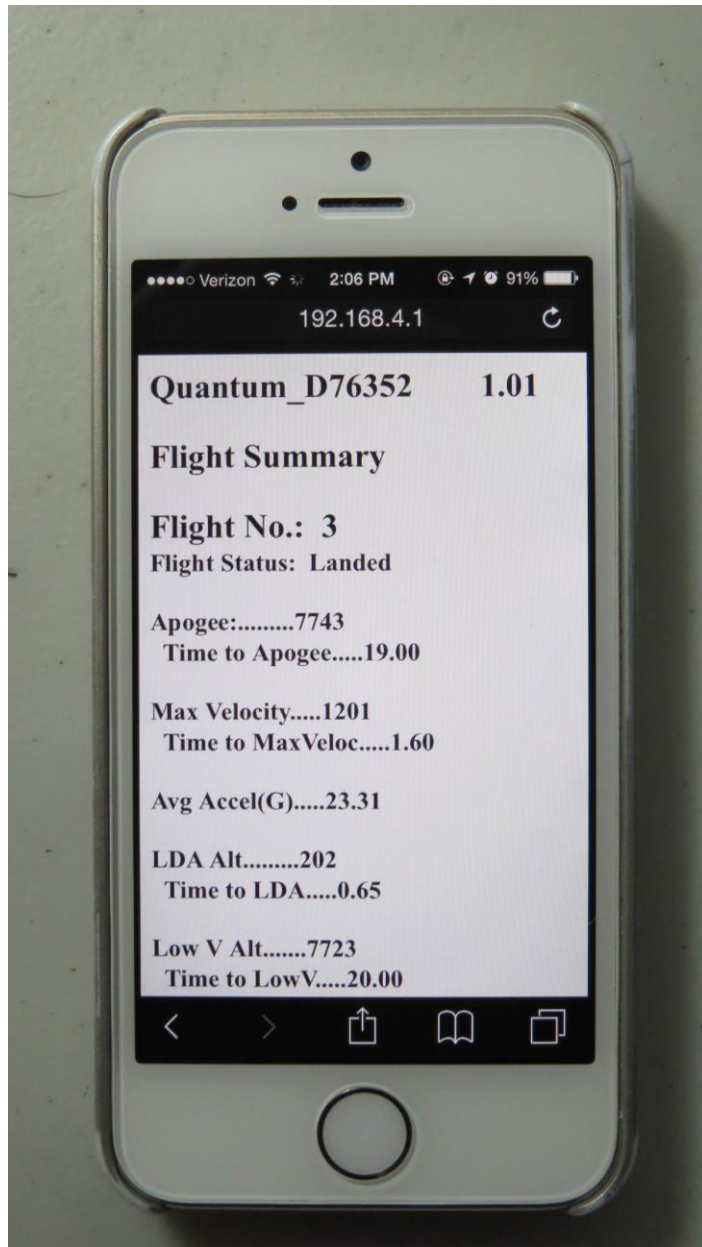 Verizon 2:06 PM 91%
192.168.4.1
Quantum_D76352 1.01
Flight Summary
Flight No.: 3
Flight Status: Landed
Apogee:.........7743
Time to Apogee.....19.00
Max Velocity.....1201
Time to MaxVeloc.....1.60
Avg Accel(G).....23.31
LDA Alt.........202
Time to LDA.....0.65
Low V Alt.......7723
Time to LowV.....20.00